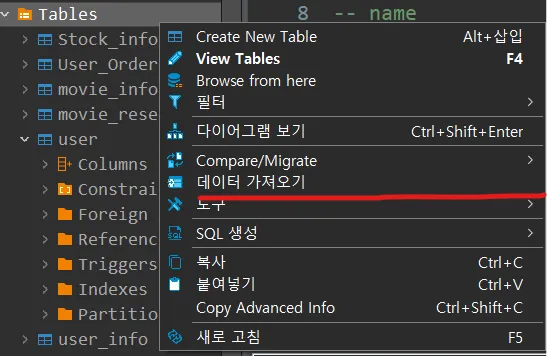 Tables
8 -- name
Stock_info
User_Order
movie_info
movie_rese
user
Columns
Constrai
Foreign
Referenc
Triggers
Indexes
Partitio
user_info
Create New Table Alt+삽입
View Tables F4
Browse from here
필터
다이어그램 보기 Ctrl+Shift+Enter
Compare/Migrate
데이터 가져오기
도구
SQL 생성
복사 Ctrl+C
붙여넣기 Ctrl+V
Copy Advanced Info Ctrl+Shift+C
새로 고침 F5